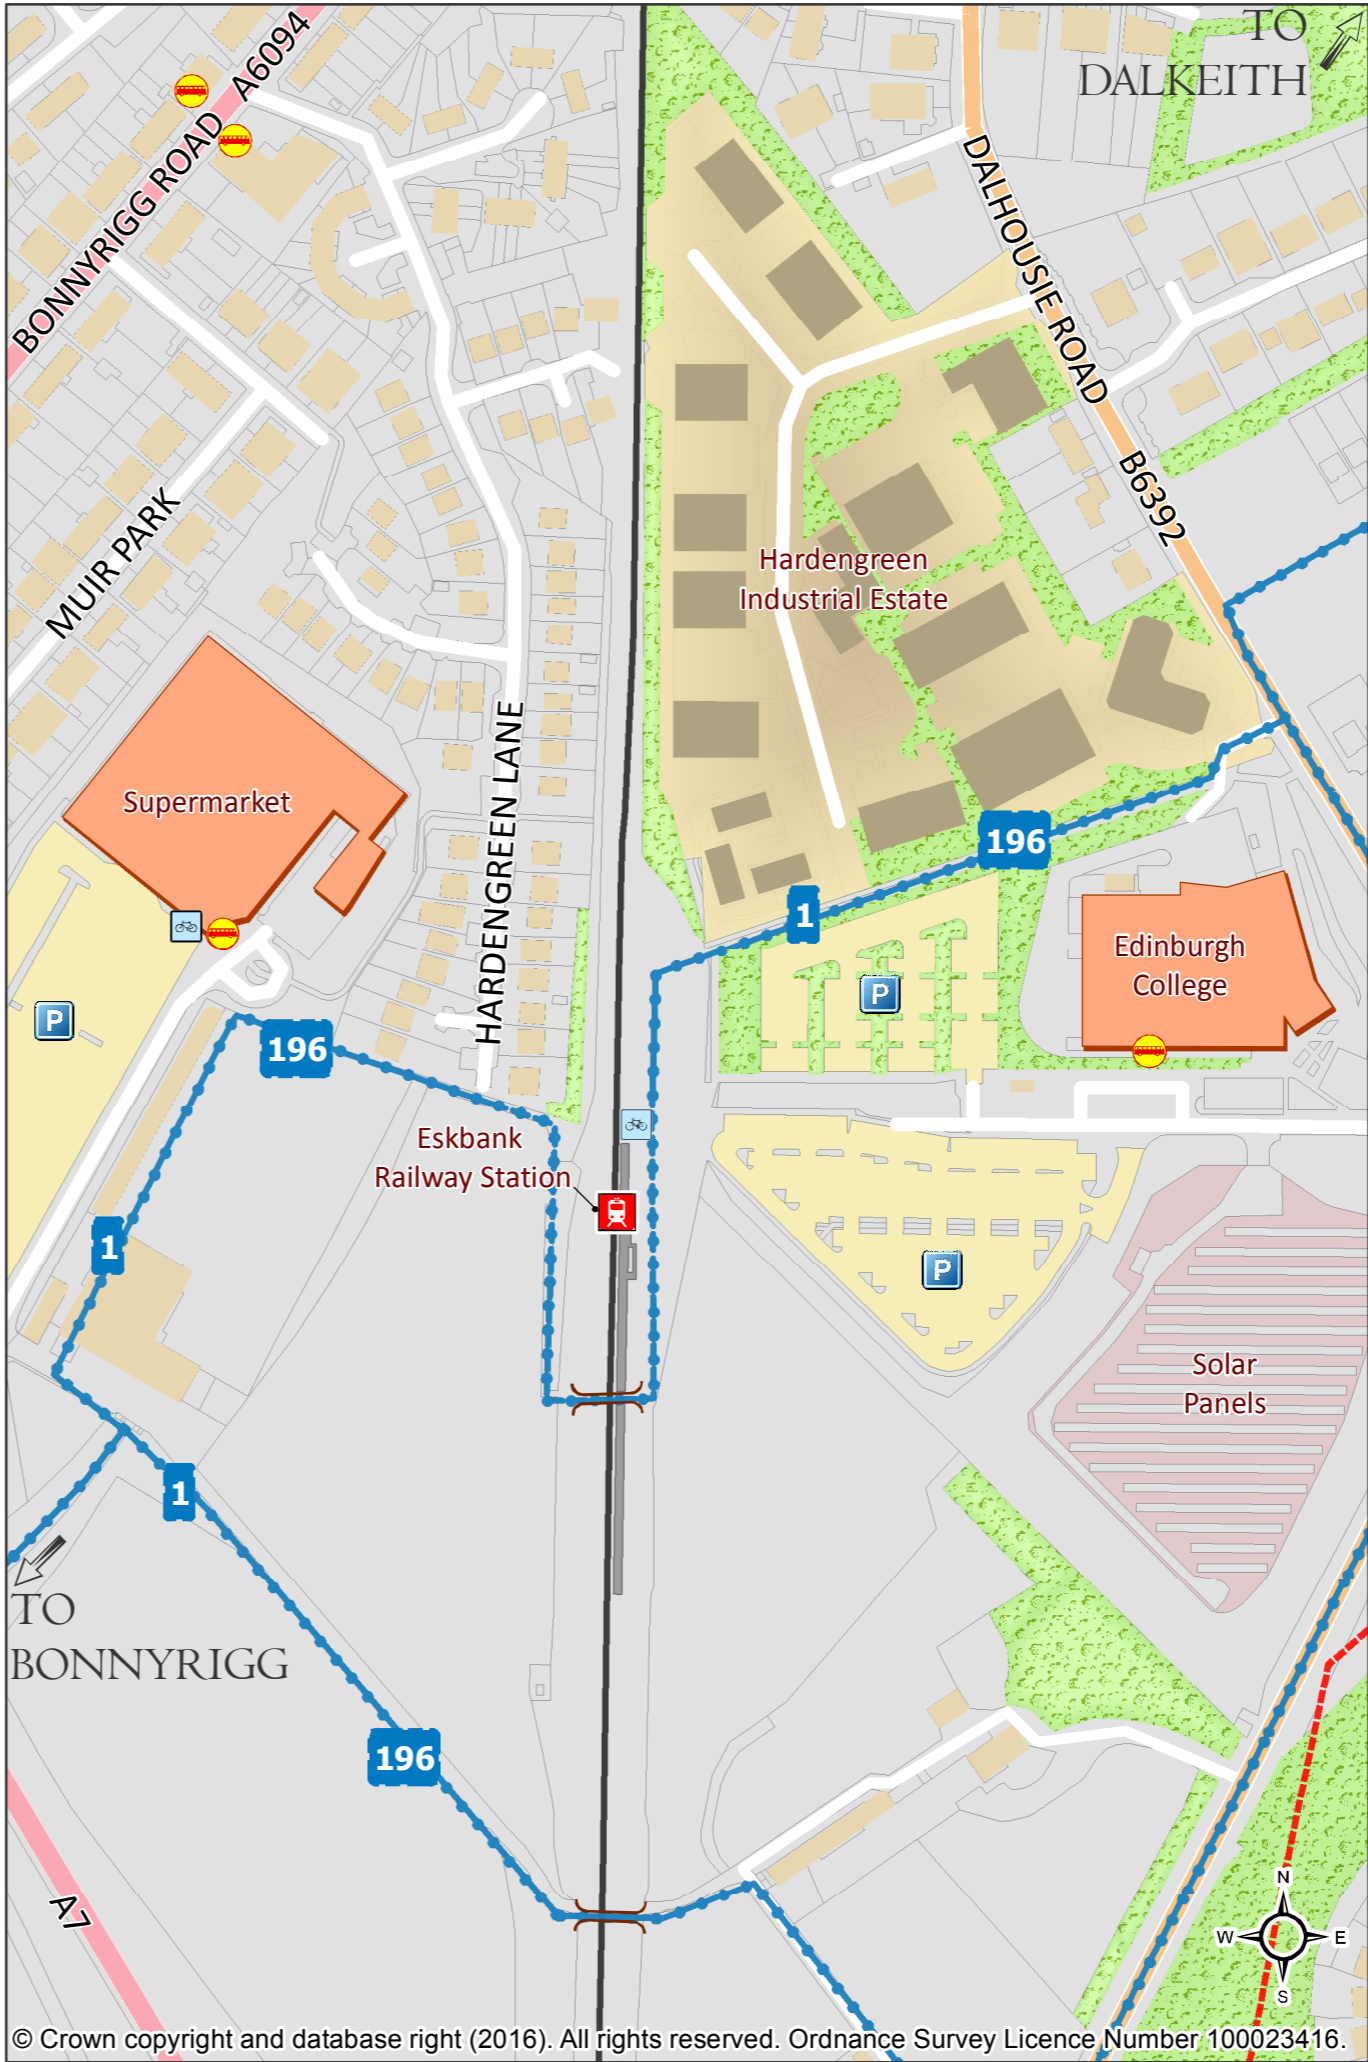 TO
DALKEITH
A6094
BONNYRIGG ROAD
DALHOUSIE ROAD
B6392
MUIR PARK
Hardengreen
Industrial Estate
HARDENGREEN LANE
Supermarket
196
1
Edinburgh
College
P
P
196
Eskbank
Railway Station
1
P
Solar
Panels
1
TO
BONNYRIGG
196
A7
N
W
E
S
© Crown copyright and database right (2016). All rights reserved. Ordnance Survey Licence Number 100023416.